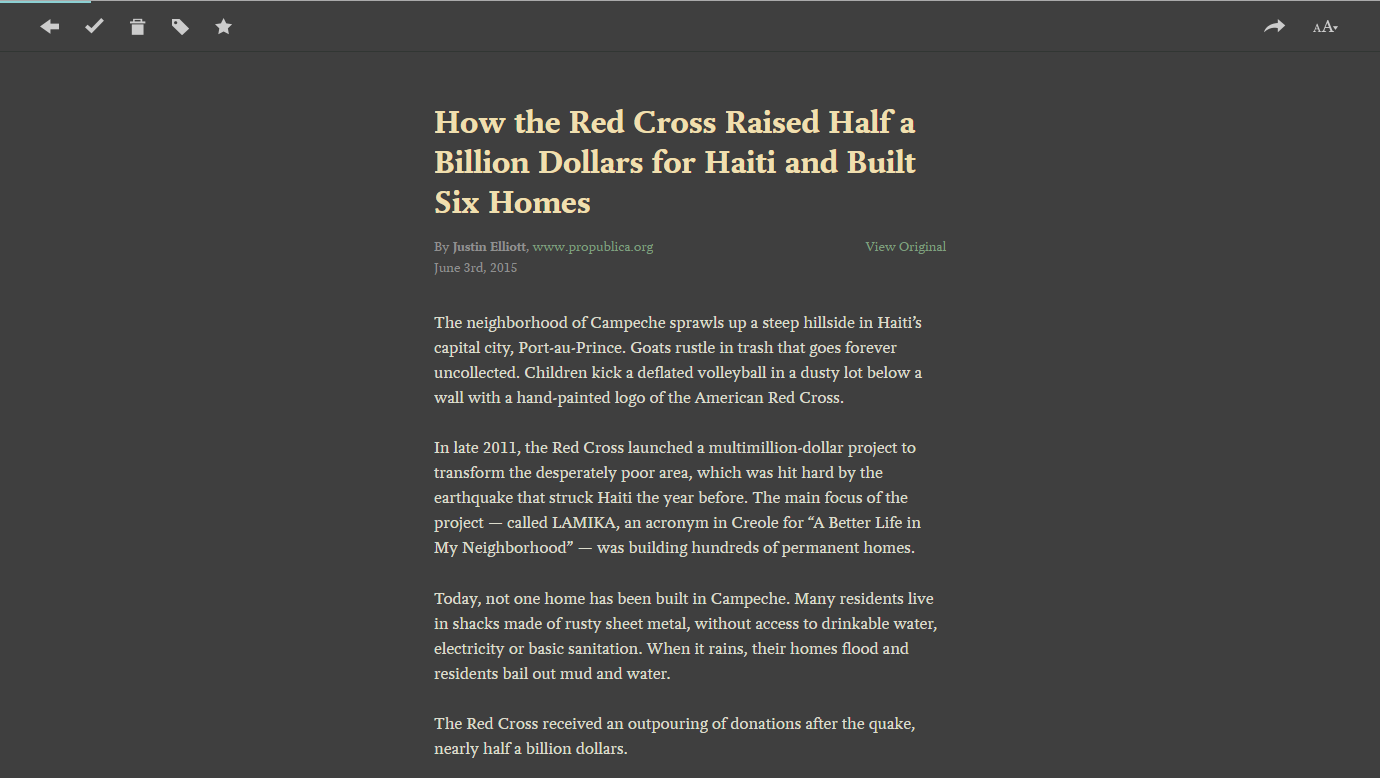 AA
How the Red Cross Raised Half a
Billion Dollars for Haiti and Built
Six Homes
By Justin Elliott, www.propublica.org View Original
June 3rd, 2015
The neighborhood of Campeche sprawls up a steep hillside in Haiti’s
capital city, Port-au-Prince. Goats rustle in trash that goes forever
uncollected. Children kick a deflated volleyball in a dusty lot below a
wall with a hand-painted logo of the American Red Cross.
In late 2011, the Red Cross launched a multimillion-dollar project to
transform the desperately poor area, which was hit hard by the
earthquake that struck Haiti the year before. The main focus of the
project — called LAMIKA, an acronym in Creole for “A Better Life in
My Neighborhood” — was building hundreds of permanent homes.
Today, not one home has been built in Campeche. Many residents live
in shacks made of rusty sheet metal, without access to drinkable water,
electricity or basic sanitation. When it rains, their homes flood and
residents bail out mud and water.
The Red Cross received an outpouring of donations after the quake,
nearly half a billion dollars.